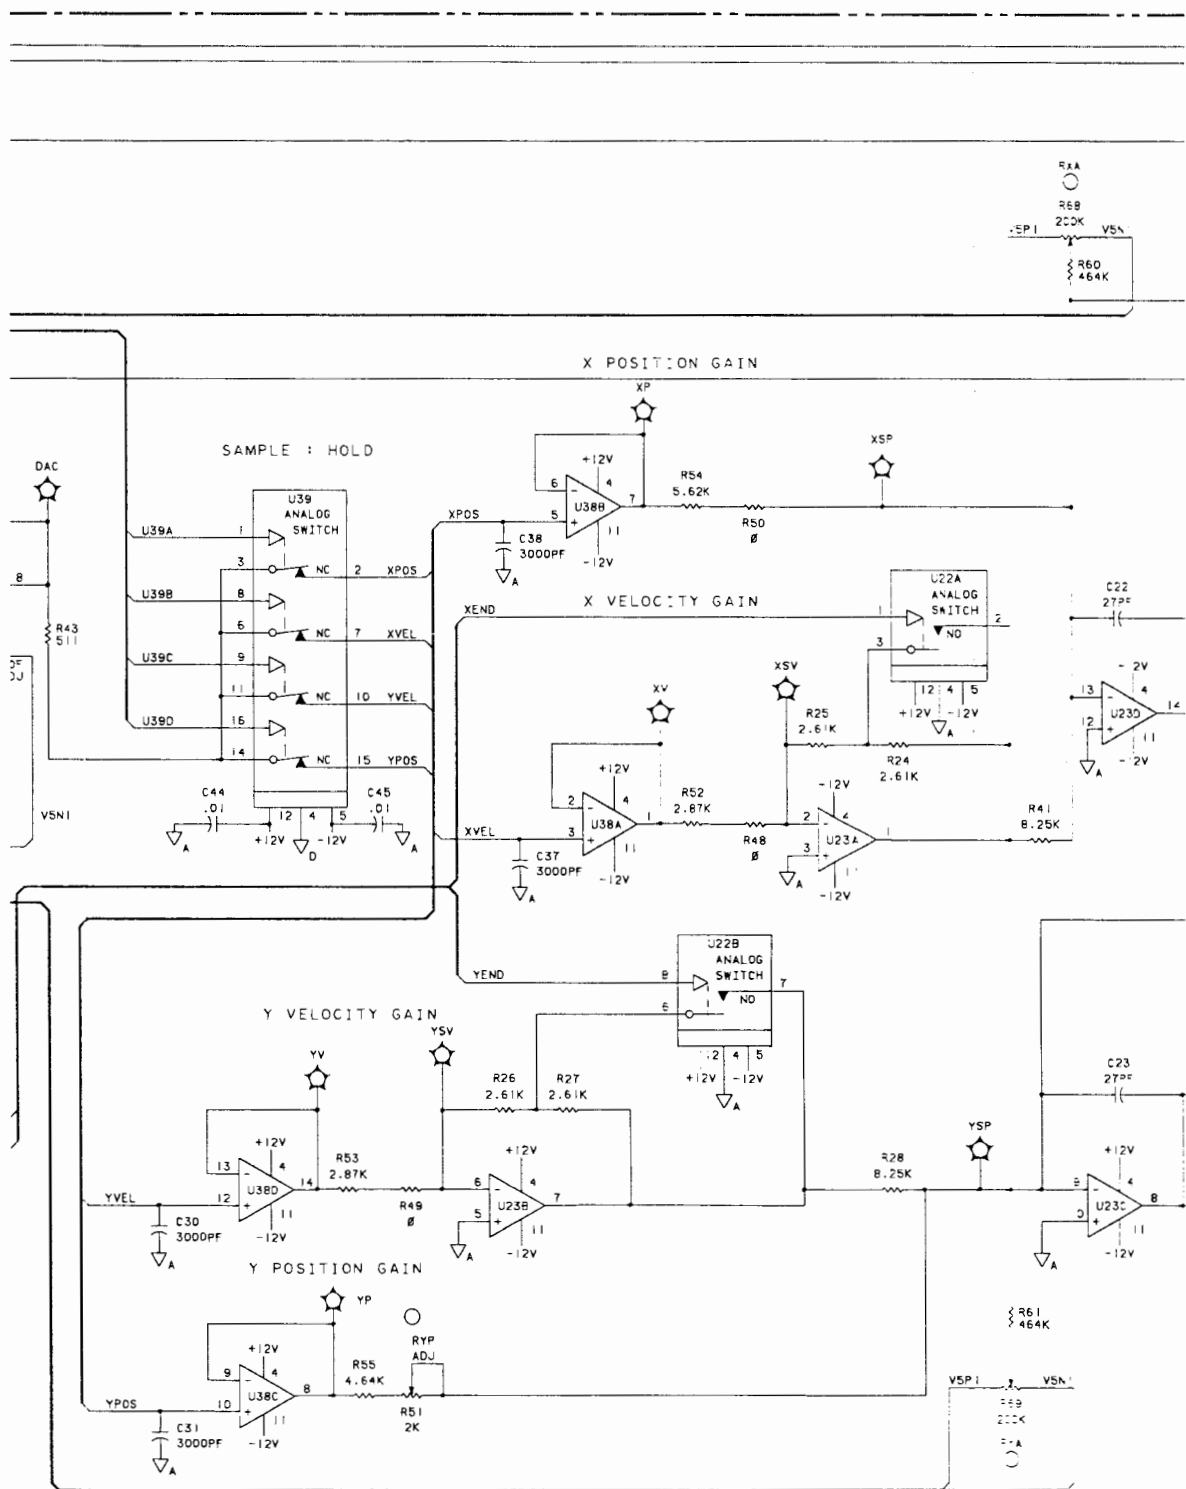 RXA
R68
200K
V5P1
V5N
R60
464K
X POSITION GAIN
XP
SAMPLE : HOLD
DAC
XSP
U39
ANALOG
SWITCH
+12V
R54
5.62K
6
4
7
U38B
5
11
-12V
R50
Ø
XPOS
C38
3000PF
A
U39A
1
3
NC
2
XPOS
8
U39B
8
6
NC
7
XVEL
R43
511
U39C
9
11
NC
10
YVEL
U39D
16
14
NC
15
YPOS
X VELOCITY GAIN
XEND
1
U22A
ANALOG
SWITCH
2
NO
3
12
4
5
+12V
-12V
A
C22
27PF
XSV
XV
R25
2.61K
R24
2.61K
13
4
12
U23D
11
A
V5N1
C44
.01
C45
.01
12
4
5
+12V
-12V
A
D
A
+12V
2
4
U38A
1
3
11
-12V
R52
2.87K
R48
Ø
-12V
2
4
U23A
1
3
A
-12V
R41
8.25K
XVEL
C37
3000PF
A
YEND
8
U22B
ANALOG
SWITCH
7
NO
6
4
5
+12V
-12V
A
Y VELOCITY GAIN
YSV
YV
R26
2.61K
R27
2.61K
C23
27PF
YSP
+12V
13
4
U38D
14
12
11
-12V
R53
2.87K
R49
Ø
+12V
6
4
U23B
7
5
11
-12V
A
R28
8.25K
+12V
9
4
U23C
8
11
-12V
A
YVEL
C30
3000PF
A
Y POSITION GAIN
YP
RYP
ADJ
R61
464K
+12V
9
4
U38C
8
10
11
-12V
R55
4.64K
R51
2K
V5P1
V5N
R69
200K
YPOS
C31
3000PF
A